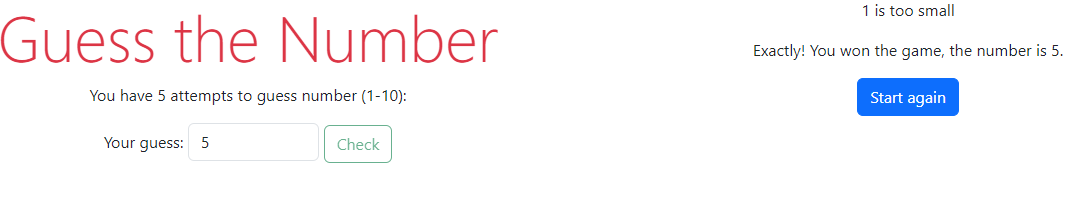 Guess the Number
You have 5 attempts to guess number (1-10):
Your guess: 5 Check
1 is too small
Exactly! You won the game, the number is 5.
Start again